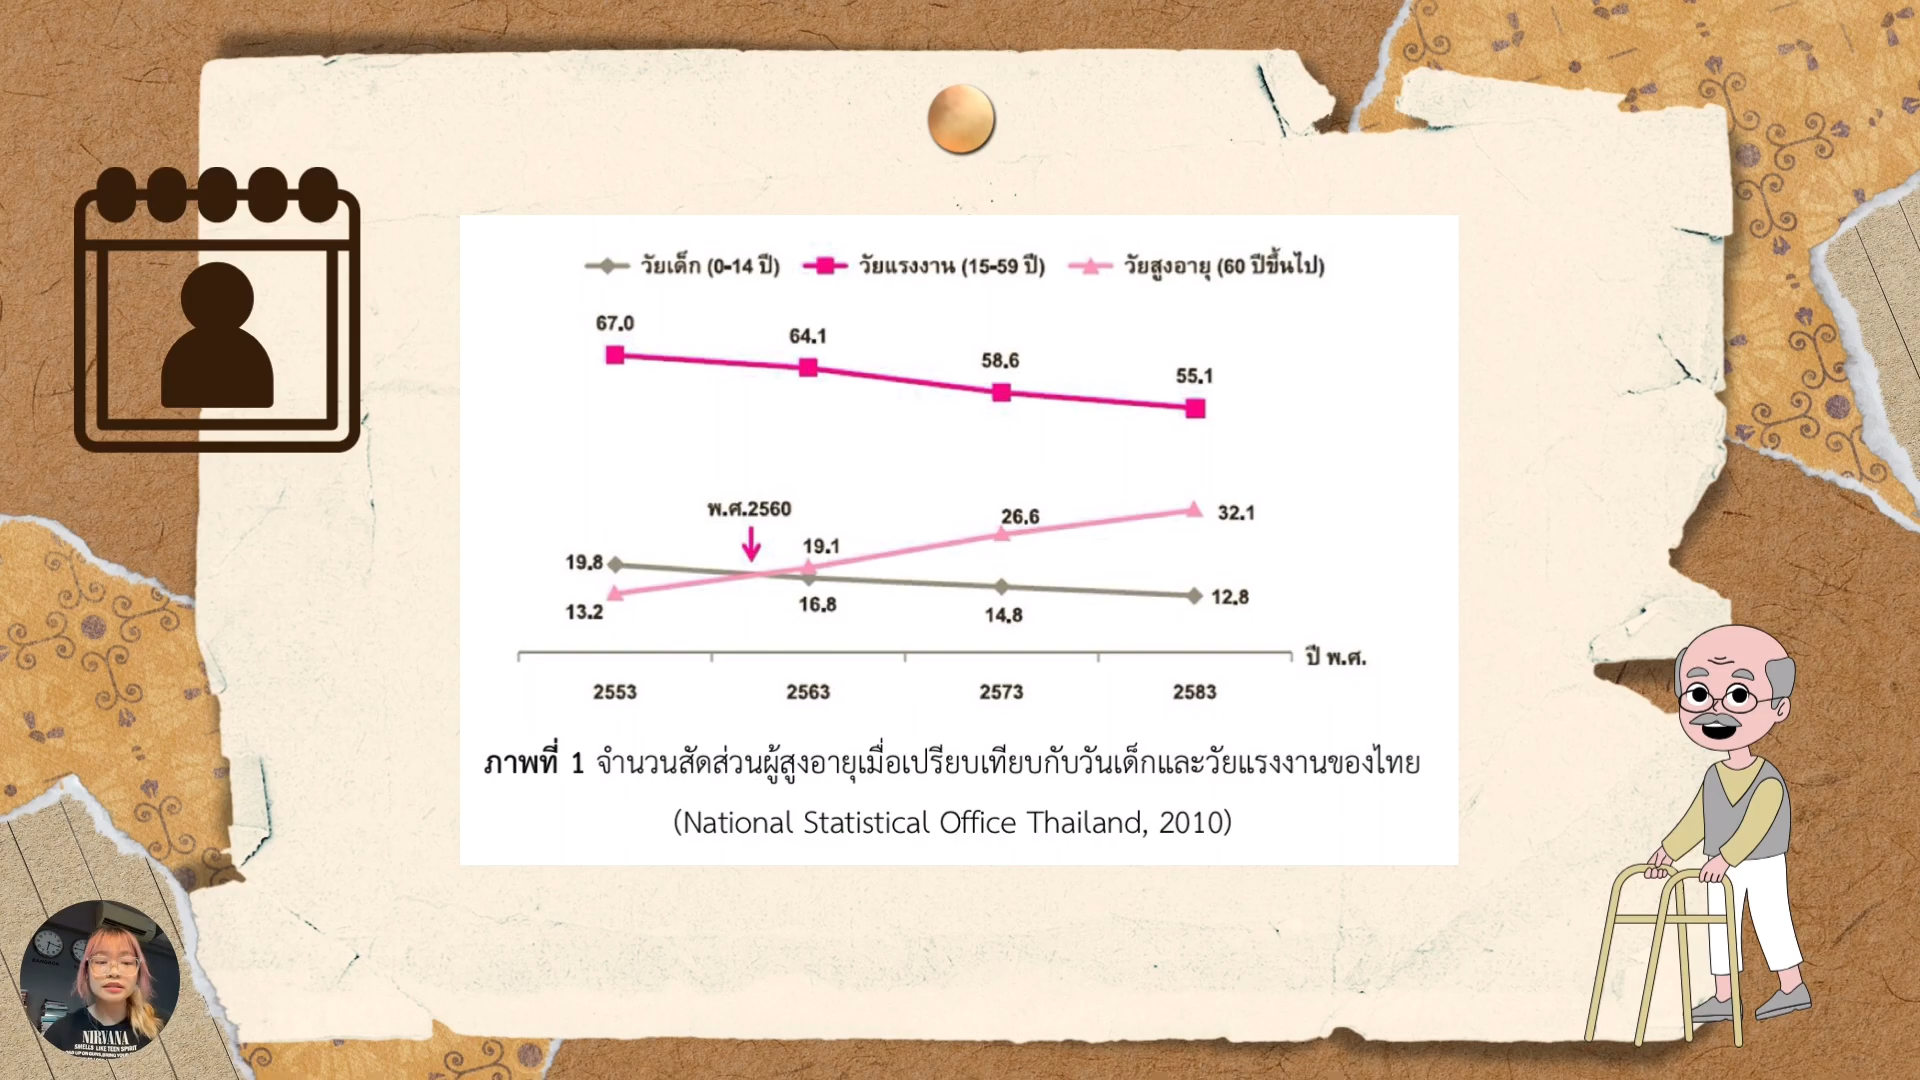 วัยเด็ก (0-14 ปี) วัยแรงงาน (15-59 ปี) วัยสูงอายุ (60 ปีขึ้นไป)
67.0
64.1
58.6
55.1
พ.ศ.2560
19.1
26.6
32.1
19.8
13.2
16.8
14.8
12.8
ปี พ.ศ.
2553 2563 2573 2583
ภาพที่ 1 จำนวนสัดส่วนผู้สูงอายุเมื่อเปรียบเทียบกับวันเด็กและวัยแรงงานของไทย
(National Statistical Office Thailand, 2010)
NIRVANA
SMELLS LIKE TEEN SPIRIT